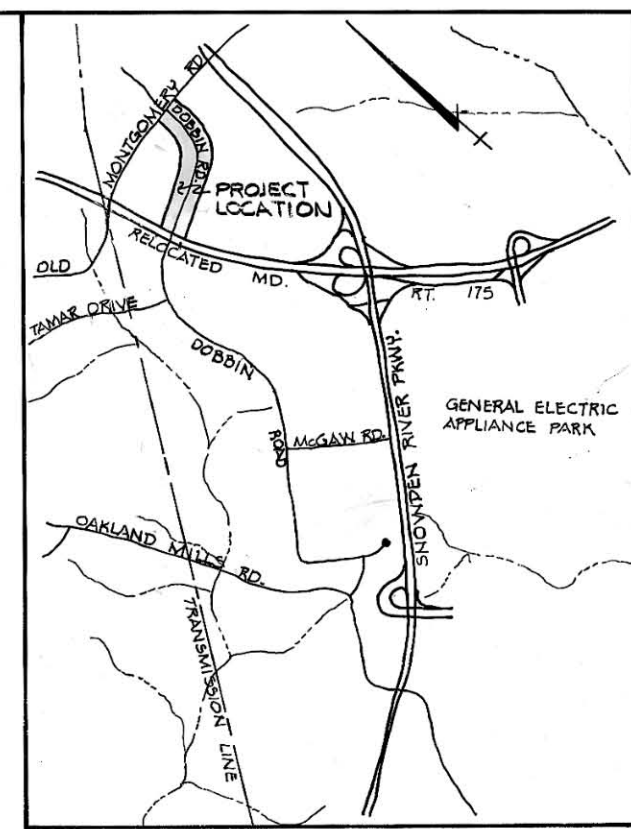 MONTGOMERY RD.
DOBBIN RD.
PROJECT
LOCATION
OLD
RELOCATED
MD.
RT. 175
TAMAR DRIVE
DOBBIN
ROAD
McGAW RD.
SNOWDEN RIVER PKWY.
GENERAL ELECTRIC
APPLIANCE PARK
OAKLAND MILLS RD.
TRANSMISSION LINE